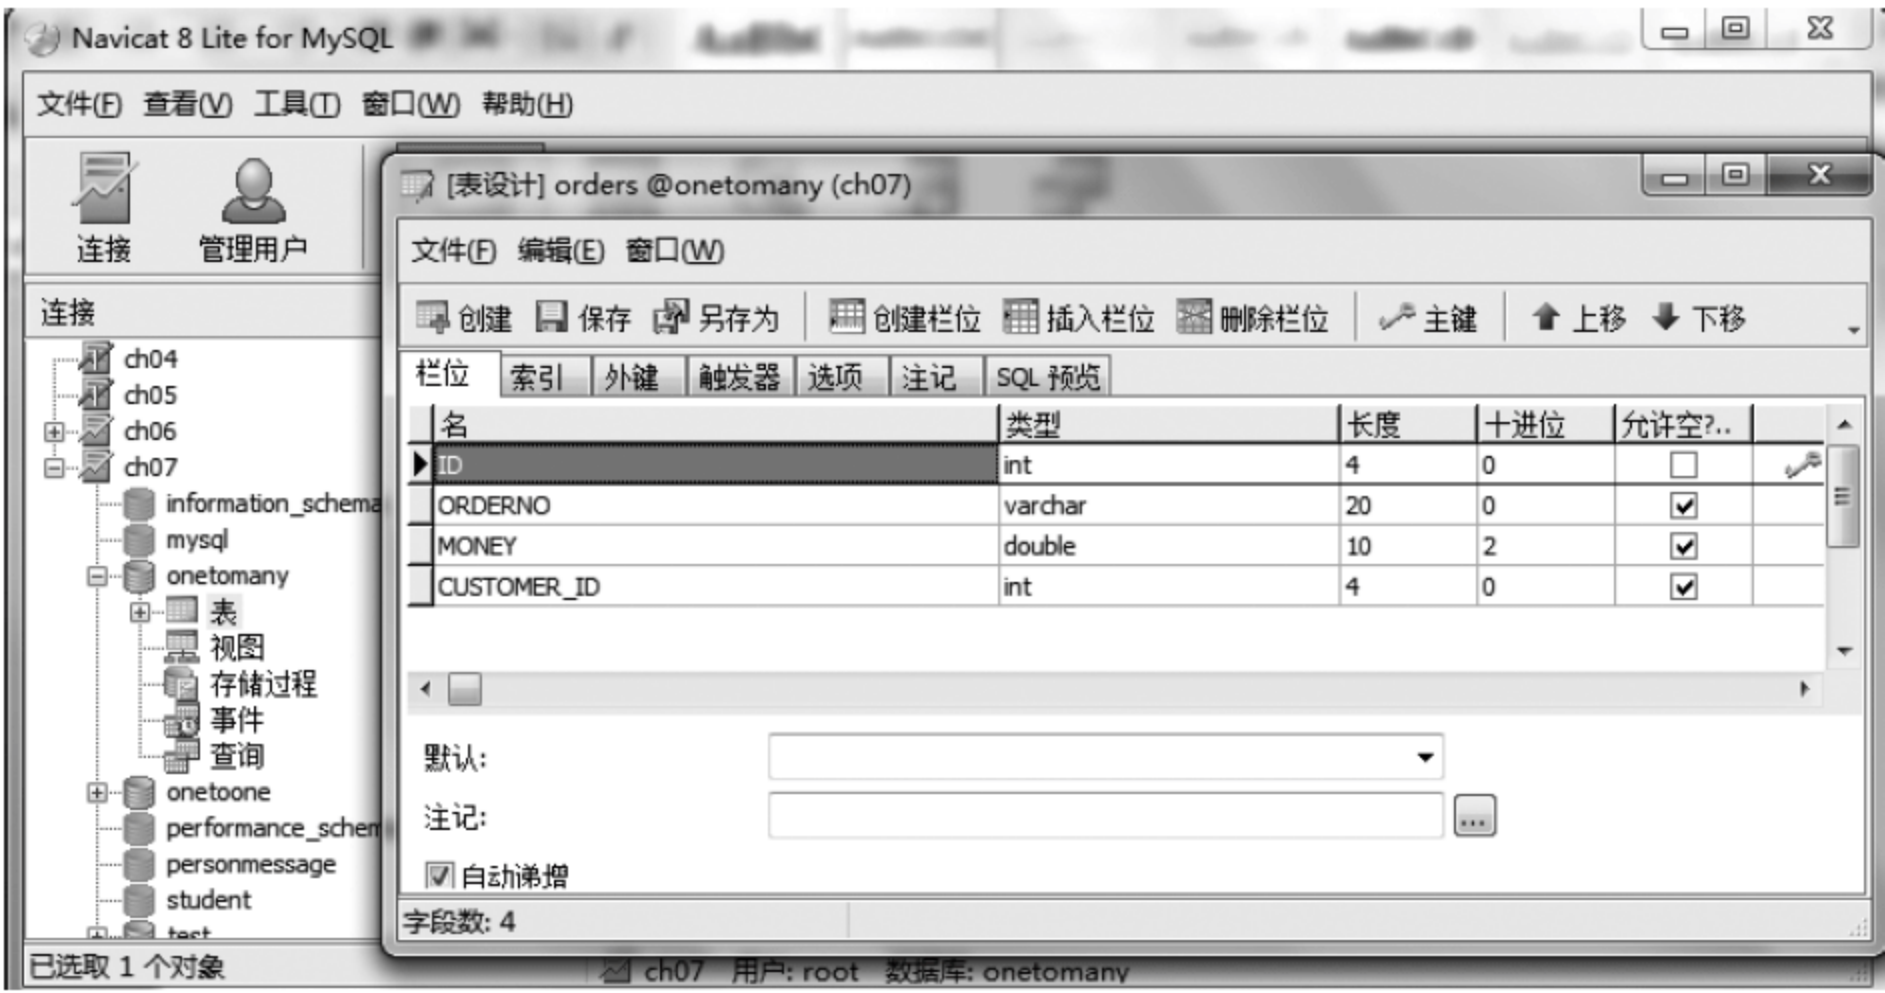 Navicat 8 Lite for MySQL
文件(F) 查看(V) 工具(T) 窗口(W) 帮助(H)
连接
管理用户
连接
ch04
ch05
ch06
ch07
information_schema
mysql
onetomany
表
视图
存储过程
事件
查询
onetoone
performance_schem
personmessage
student
test
已选取 1 个对象
ch07 用户: root 数据库: onetomany
[表设计] orders @onetomany (ch07)
文件(F) 编辑(E) 窗口(W)
创建 保存 另存为 创建栏位 插入栏位 删除栏位 主键 上移 下移
栏位 索引 外键 触发器 选项 注记 SQL 预览
名 类型 长度 十进位 允许空?..
ID int 4 0
ORDERNO varchar 20 0
MONEY double 10 2
CUSTOMER_ID int 4 0
默认:
注记:
...
自动递增
字段数: 4